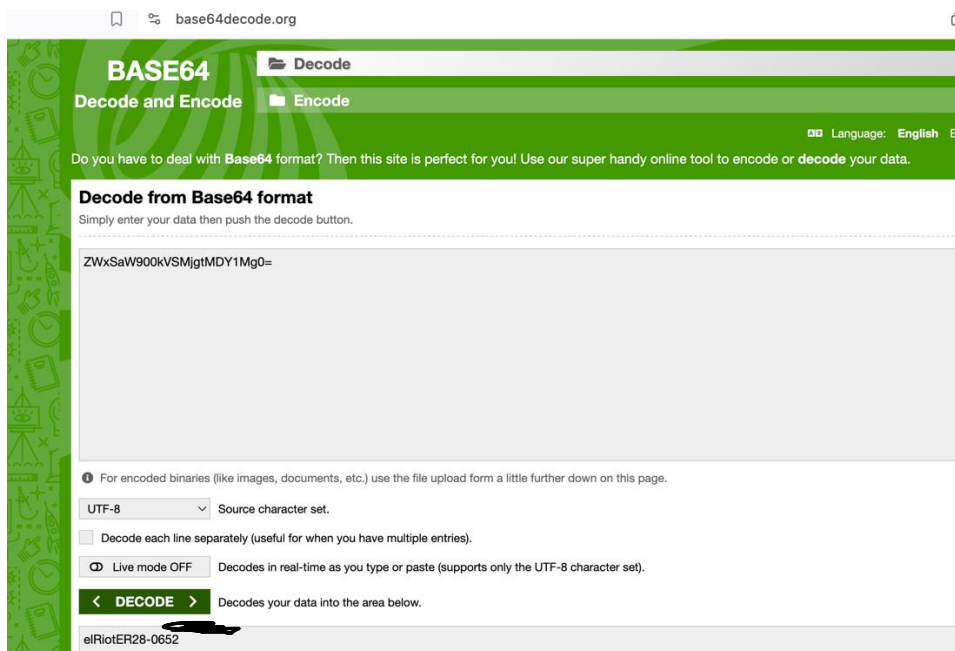 base64decode.org
BASE64
Decode and Encode
Decode
Encode
Language: English
Do you have to deal with Base64 format? Then this site is perfect for you! Use our super handy online tool to encode or decode your data.
Decode from Base64 format
Simply enter your data then push the decode button.
ZWxSaW900kVSMjgtMDY1Mg0=
For encoded binaries (like images, documents, etc.) use the file upload form a little further down on this page.
UTF-8 Source character set.
Decode each line separately (useful for when you have multiple entries).
Live mode OFF Decodes in real-time as you type or paste (supports only the UTF-8 character set).
< DECODE > Decodes your data into the area below.
elRiotER28-0652